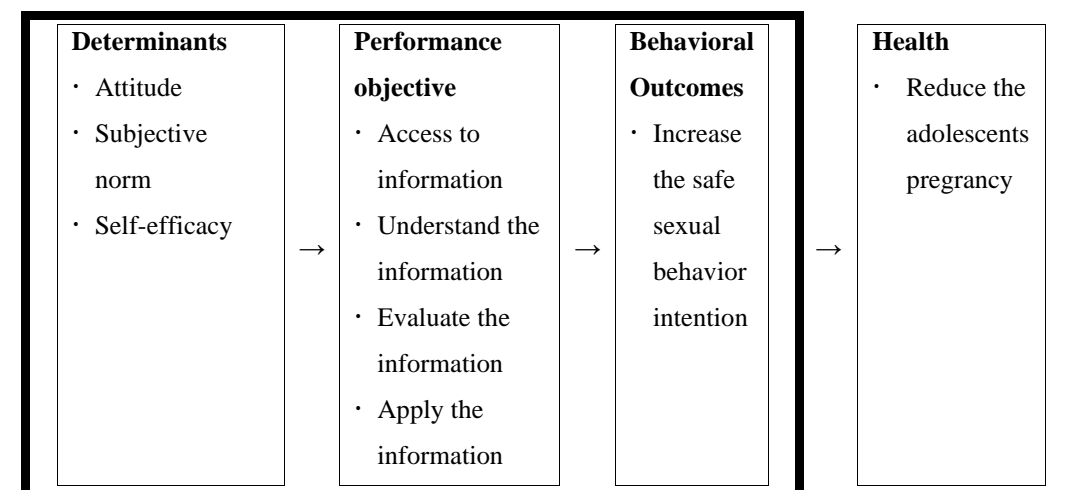 Determinants
· Attitude
· Subjective
norm
· Self-efficacy
→
Performance
objective
· Access to
information
· Understand the
information
· Evaluate the
information
· Apply the
information
→
Behavioral
Outcomes
· Increase
the safe
sexual
behavior
intention
→
Health
· Reduce the
adolescents
pregrancy